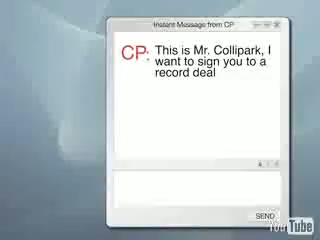 Instant Message from CP
CP: This is Mr. Collipark, I
want to sign you to a
record deal
SEND
YouTube